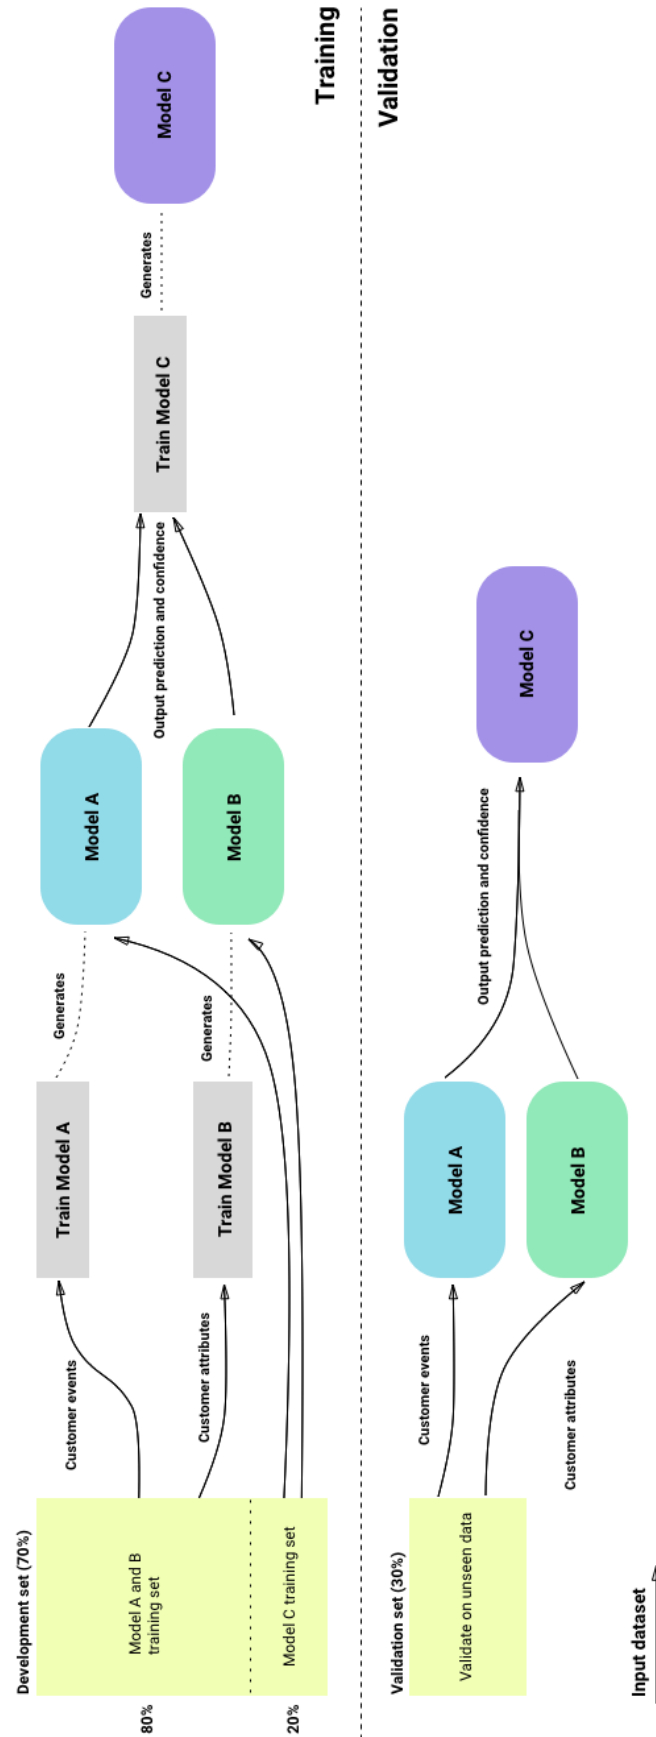 Training
Development set (70%)
80%
Model A and B
training set
20%
Model C training set
Customer events
Customer attributes
Train Model A
Train Model B
Generates
Generates
Model A
Model B
Output prediction and confidence
Train Model C
Generates
Model C
Validation
Validation set (30%)
Validate on unseen data
Customer events
Customer attributes
Model A
Model B
Output prediction and confidence
Model C
Input dataset